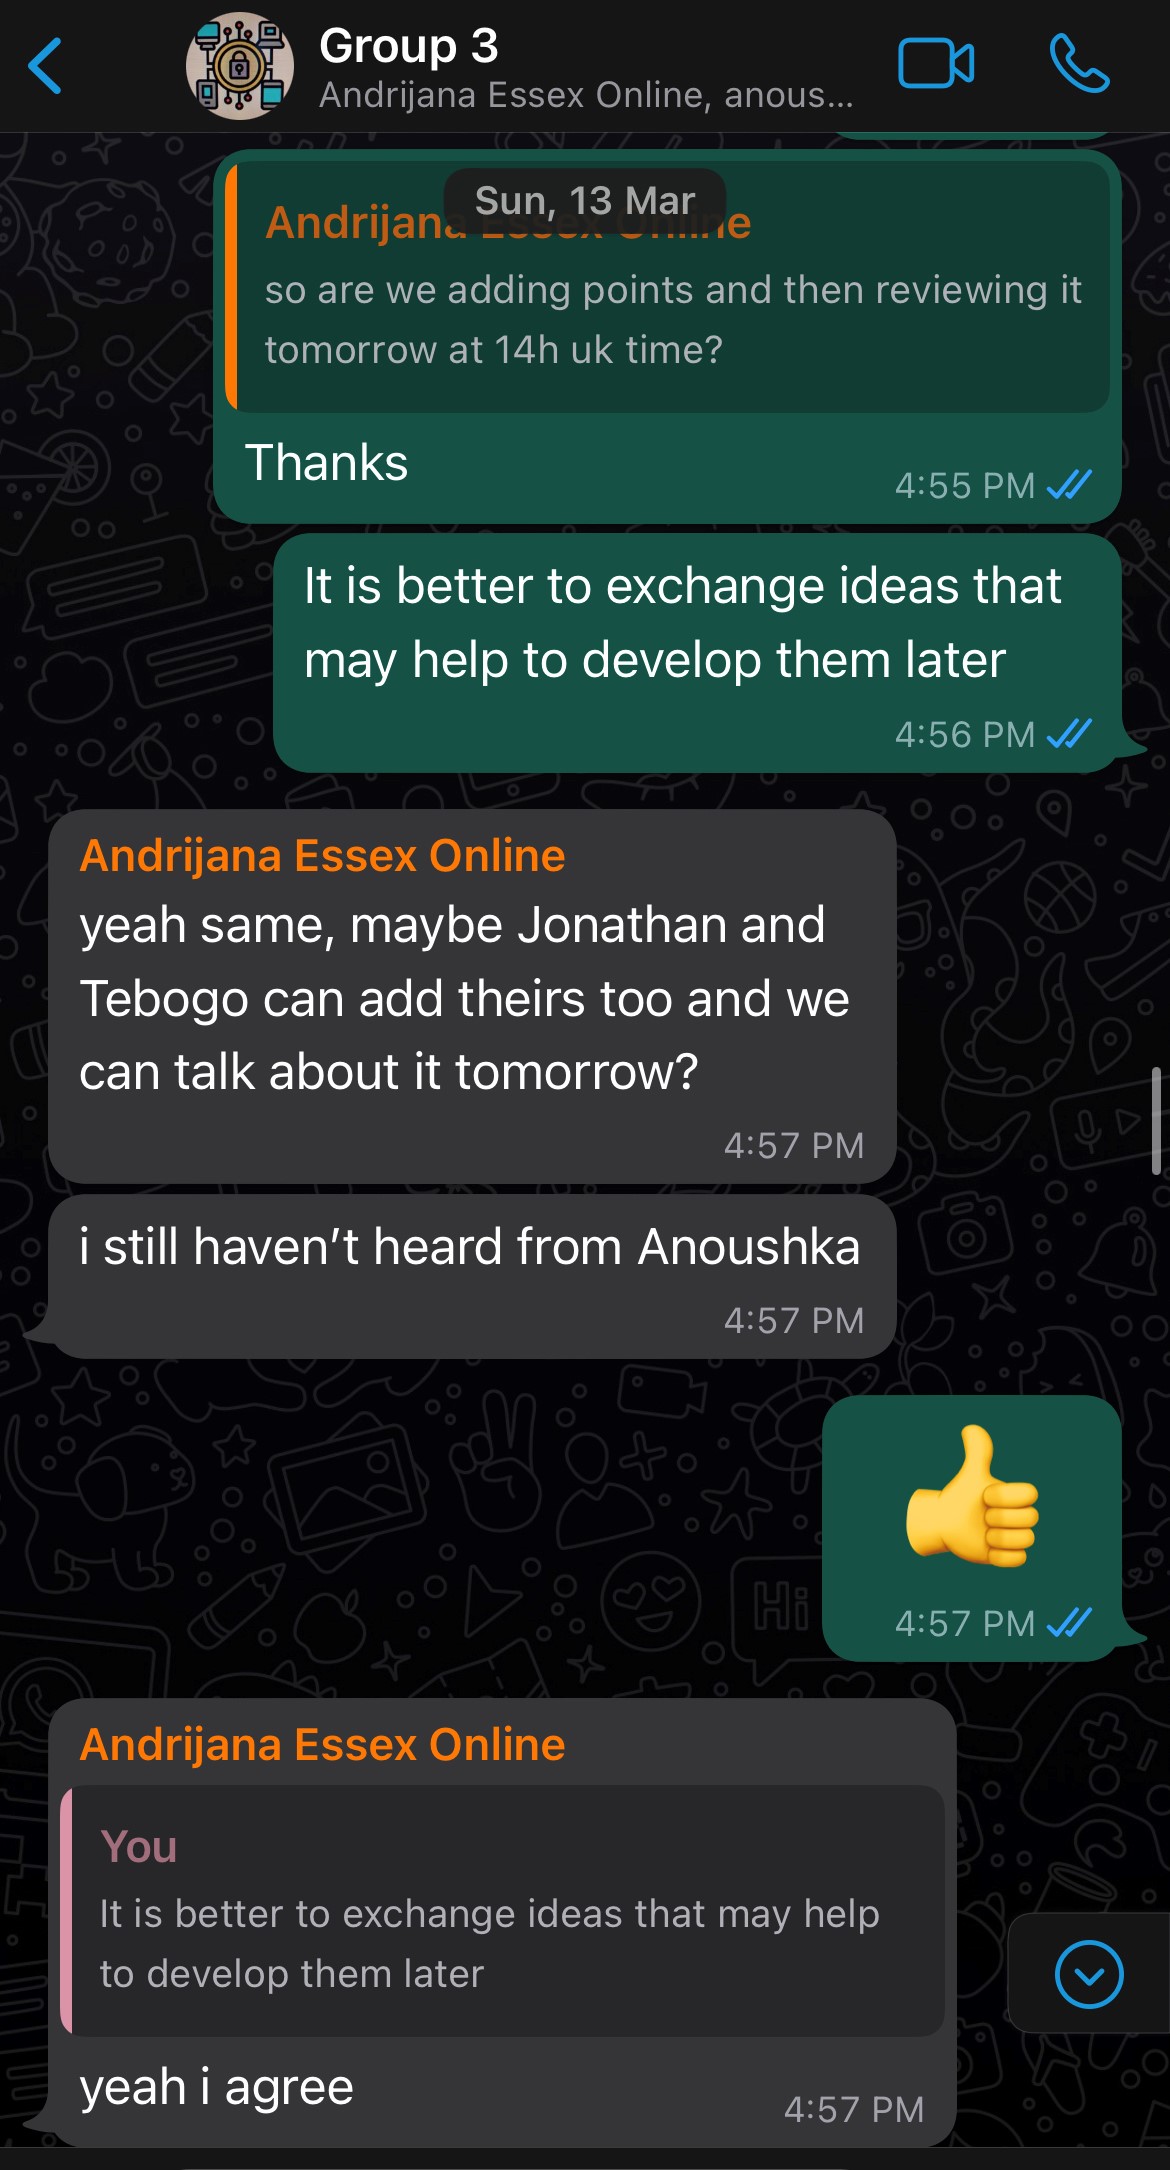 Group 3
Andrijana Essex Online, anous...
Sun, 13 Mar
Andrijana Essex Online
so are we adding points and then reviewing it
tomorrow at 14h uk time?
Thanks
4:55 PM
It is better to exchange ideas that
may help to develop them later
4:56 PM
Andrijana Essex Online
yeah same, maybe Jonathan and
Tebogo can add theirs too and we
can talk about it tomorrow?
4:57 PM
i still haven’t heard from Anoushka
4:57 PM
👍
4:57 PM
Andrijana Essex Online
You
It is better to exchange ideas that may help
to develop them later
yeah i agree
4:57 PM
Hi